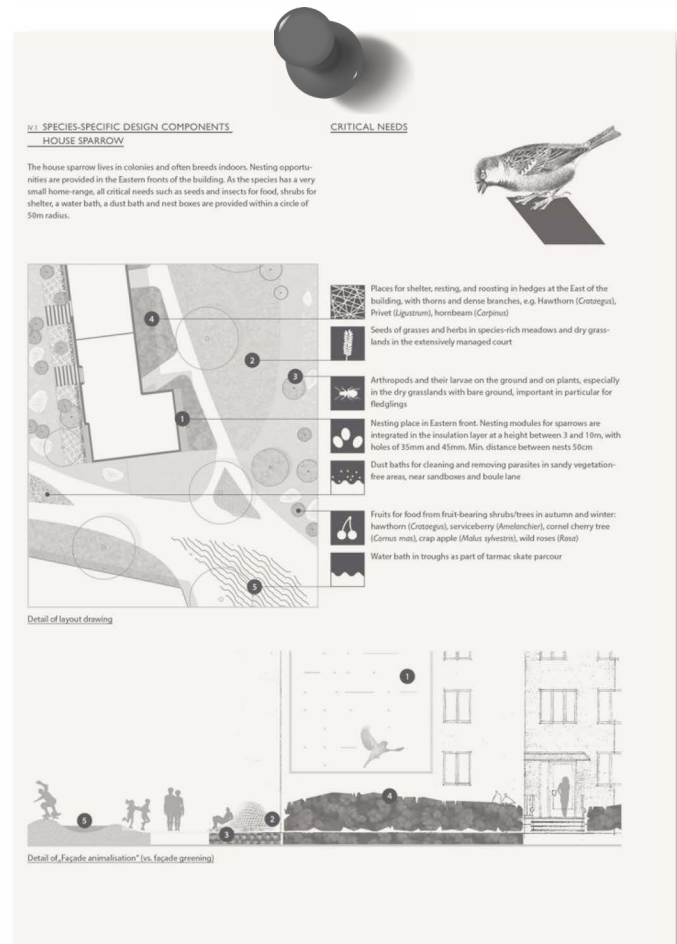 IV 1 SPECIES-SPECIFIC DESIGN COMPONENTS
HOUSE SPARROW
The house sparrow lives in colonies and often breeds indoors. Nesting opportu-
nities are provided in the Eastern fronts of the building. As the species has a very
small home-range, all critical needs such as seeds and insects for food, shrubs for
shelter, a water bath, a dust bath and nest boxes are provided within a circle of
50m radius.
CRITICAL NEEDS
Places for shelter, resting, and roosting in hedges at the East of the
building, with thorns and dense branches, e.g. Hawthorn (Crataegus),
Privet (Ligustrum), hornbeam (Carpinus)
Seeds of grasses and herbs in species-rich meadows and dry grass-
lands in the extensively managed court
Arthropods and their larvae on the ground and on plants, especially
in the dry grasslands with bare ground, important in particular for
fledglings
Nesting place in Eastern front. Nesting modules for sparrows are
integrated in the insulation layer at a height between 3 and 10m, with
holes of 35mm and 45mm. Min. distance between nests 50cm
Dust baths for cleaning and removing parasites in sandy vegetation-
free areas, near sandboxes and boule lane
Fruits for food from fruit-bearing shrubs/trees in autumn and winter:
hawthorn (Crataegus), serviceberry (Amelanchier), cornel cherry tree
(Cornus mas), crap apple (Malus sylvestris), wild roses (Rosa)
Water bath in troughs as part of tarmac skate parcour
4
2
3
1
5
Detail of layout drawing
1
4
5
2
3
Detail of „Façade animalisation" (vs. façade greening)